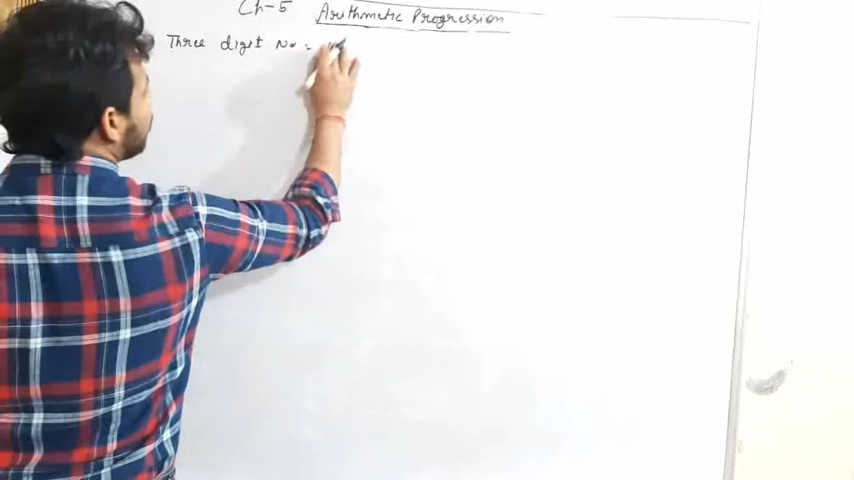 Ch-5 Arithmetic Progression
Three digit No =